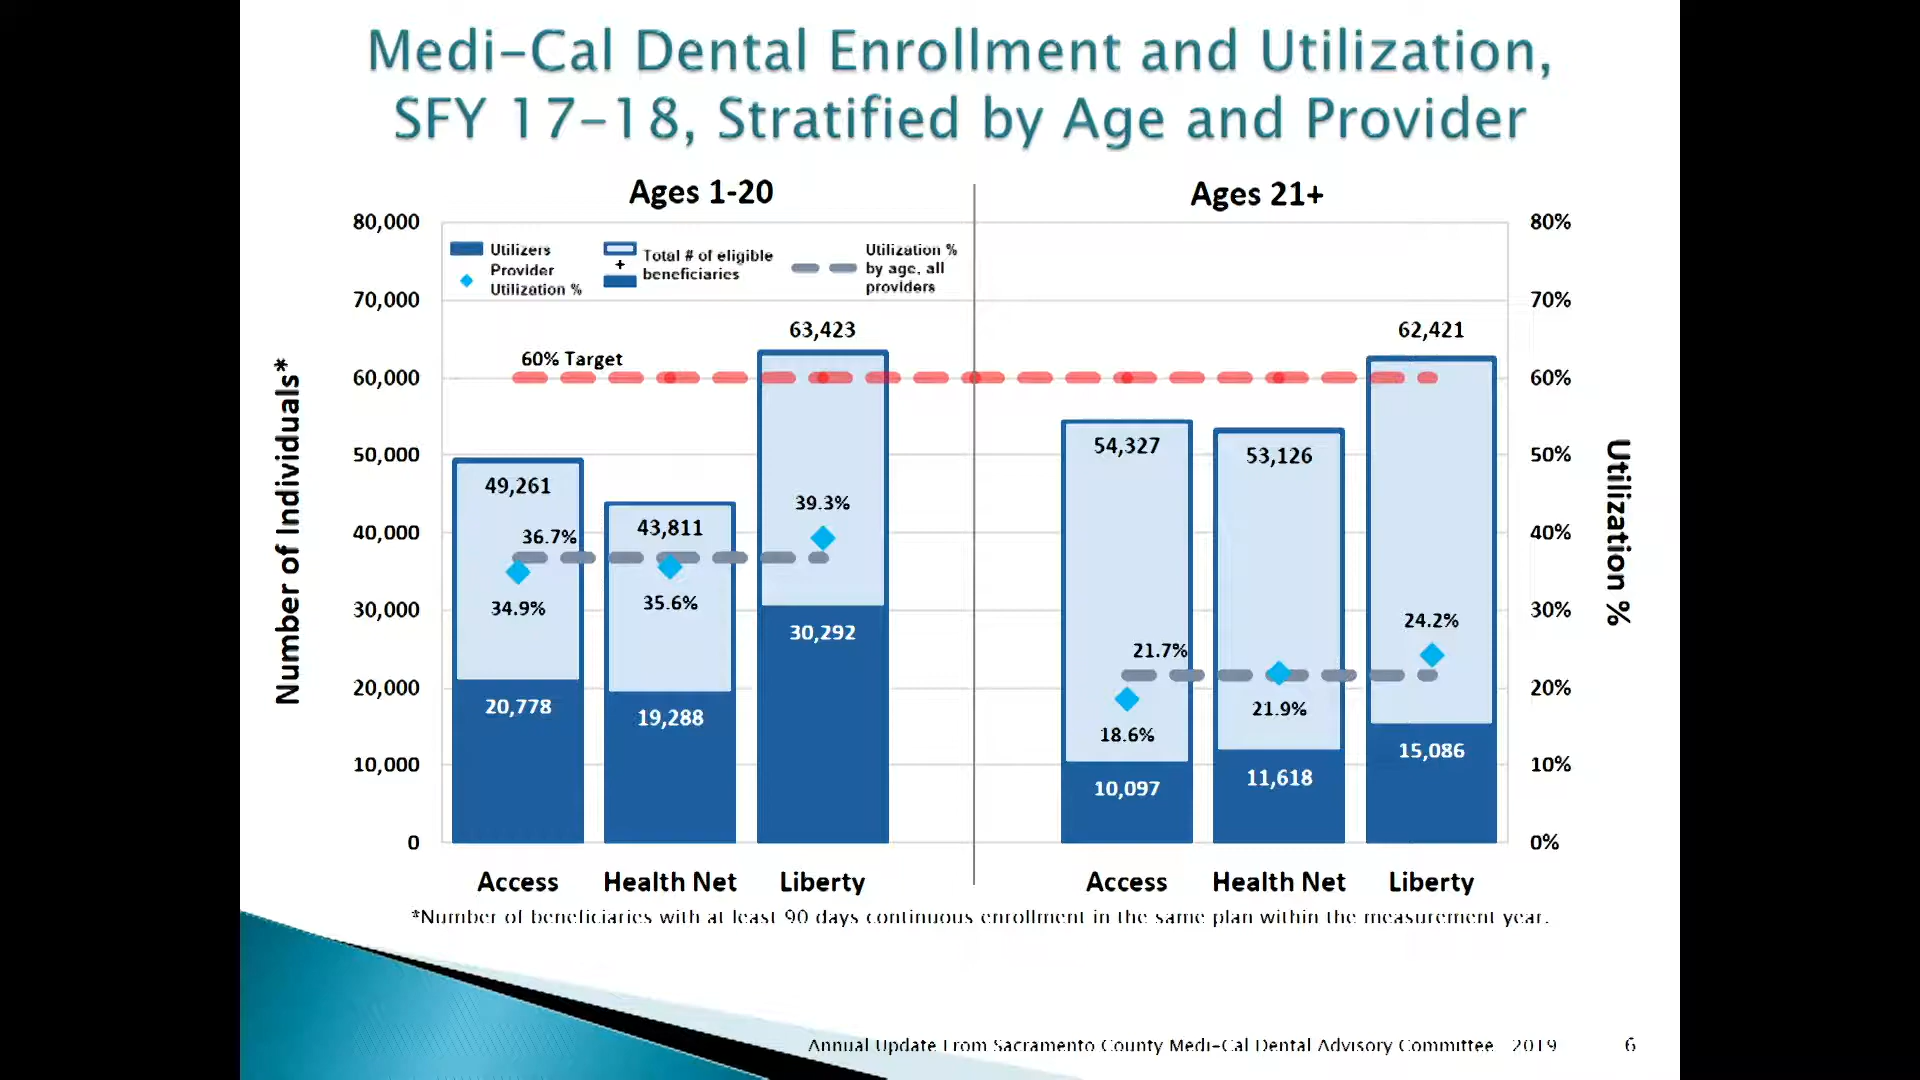 Medi-Cal Dental Enrollment and Utilization,
SFY 17-18, Stratified by Age and Provider
Ages 1-20
Ages 21+
80,000
70,000
60,000
50,000
40,000
30,000
20,000
10,000
0
Number of Individuals*
Utilizers
Provider
Utilization %
+
Total # of eligible
beneficiaries
Utilization %
by age, all
providers
60% Target
49,261
36.7%
34.9%
20,778
43,811
35.6%
19,288
63,423
39.3%
30,292
54,327
21.7%
18.6%
10,097
53,126
21.9%
11,618
62,421
24.2%
15,086
80%
70%
60%
50%
40%
30%
20%
10%
0%
Utilization %
Access
Health Net
Liberty
Access
Health Net
Liberty
*Number of beneficiaries with at least 90 days continuous enrollment in the same plan within the measurement year.
Annual Update From Sacramento County Medi-Cal Dental Advisory Committee 2019
6